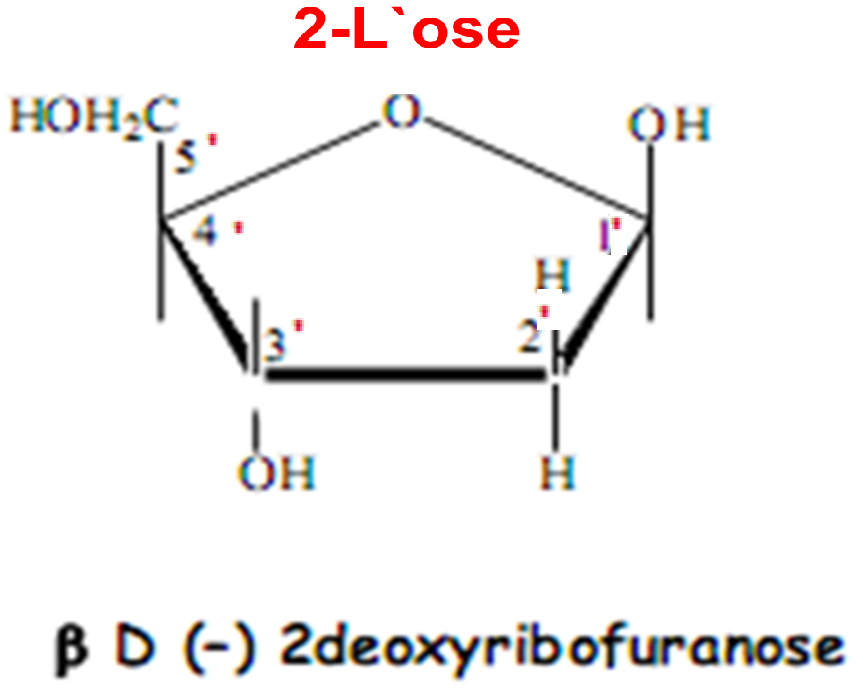 2-L`ose
HOH₂C O OH
5'
4' 1'
H
3' 2'
OH H
β D (-) 2deoxyribofuranose